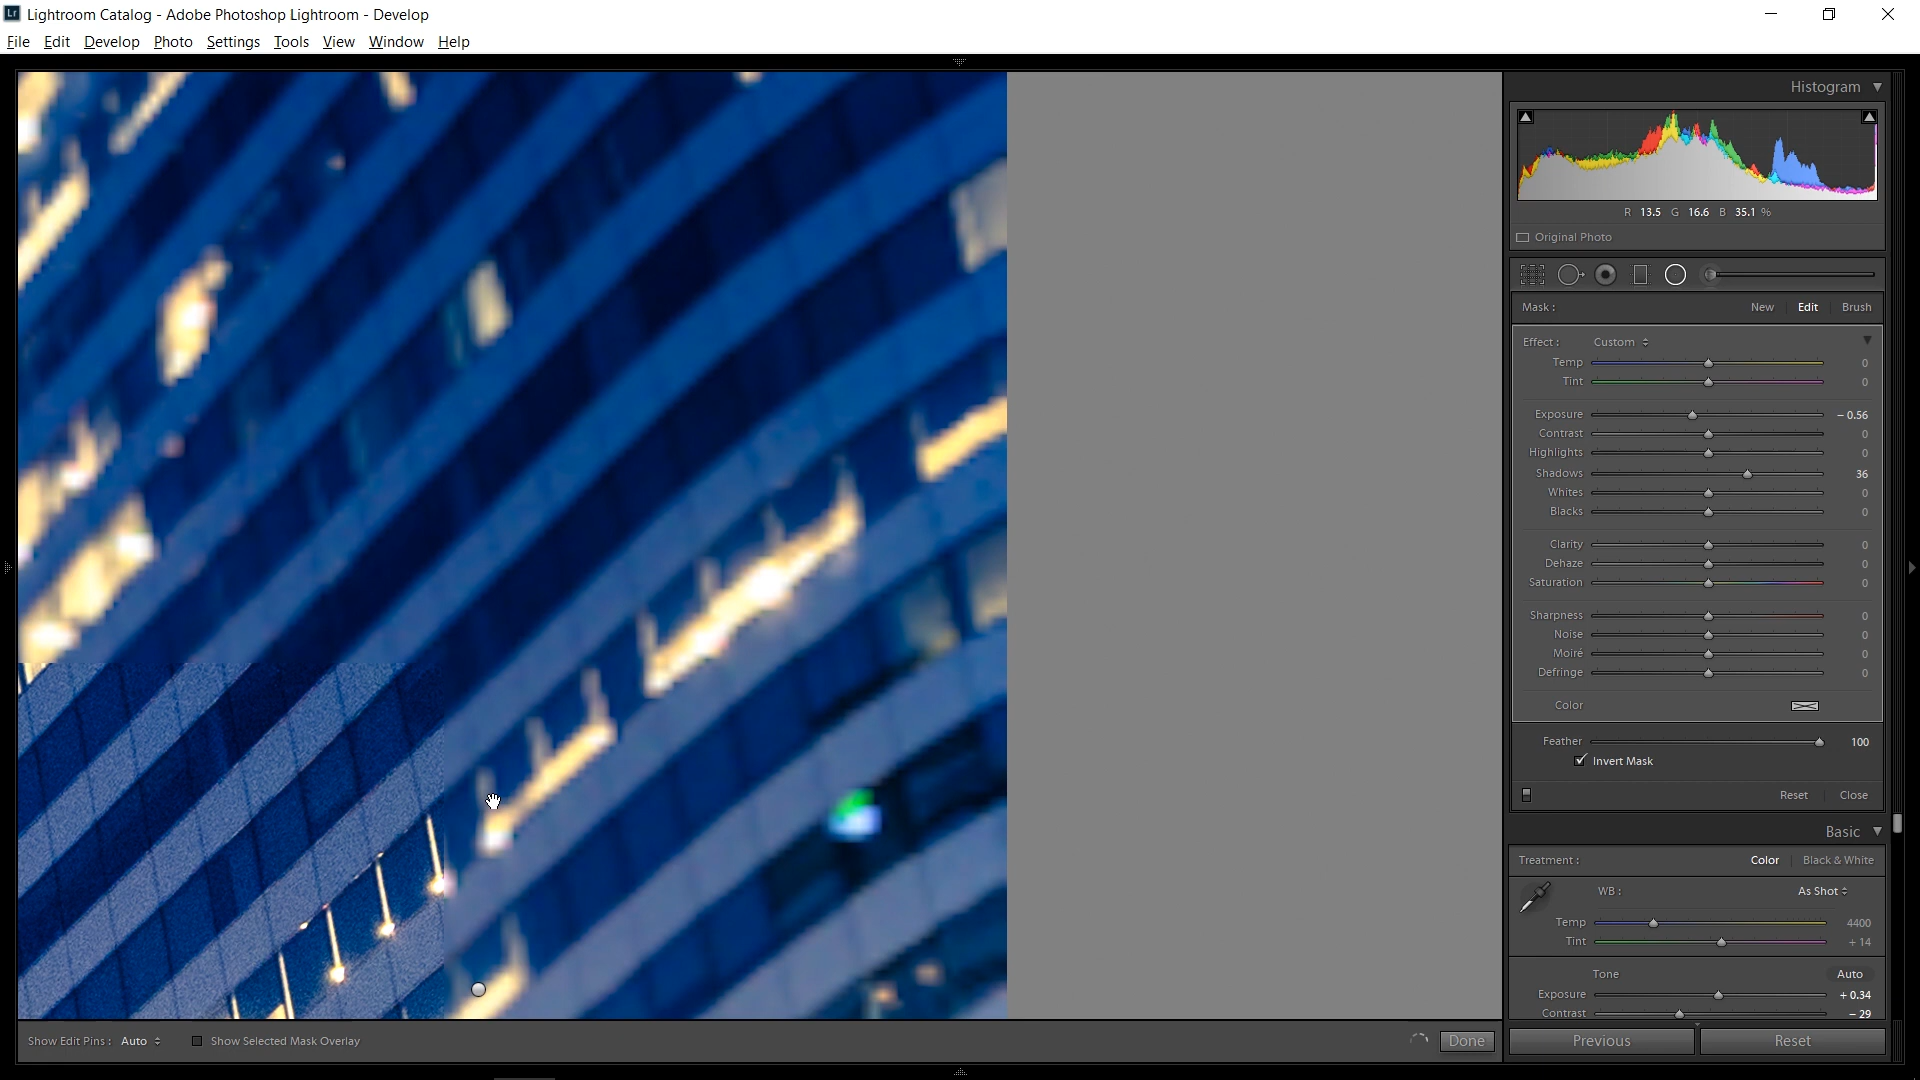 Lr Lightroom Catalog - Adobe Photoshop Lightroom - Develop
File Edit Develop Photo Settings Tools View Window Help
Histogram
R 13.5 G 16.6 B 35.1 %
Original Photo
Mask : New Edit Brush
Effect : Custom
Temp 0
Tint 0
Exposure – 0.56
Contrast 0
Highlights 0
Shadows 36
Whites 0
Blacks 0
Clarity 0
Dehaze 0
Saturation 0
Sharpness 0
Noise 0
Moiré 0
Defringe 0
Color
Feather 100
Invert Mask
Reset Close
Basic
Treatment : Color Black & White
WB : As Shot
Temp 4400
Tint + 14
Tone Auto
Exposure + 0.34
Contrast – 29
Show Edit Pins : Auto Show Selected Mask Overlay Done
Previous Reset